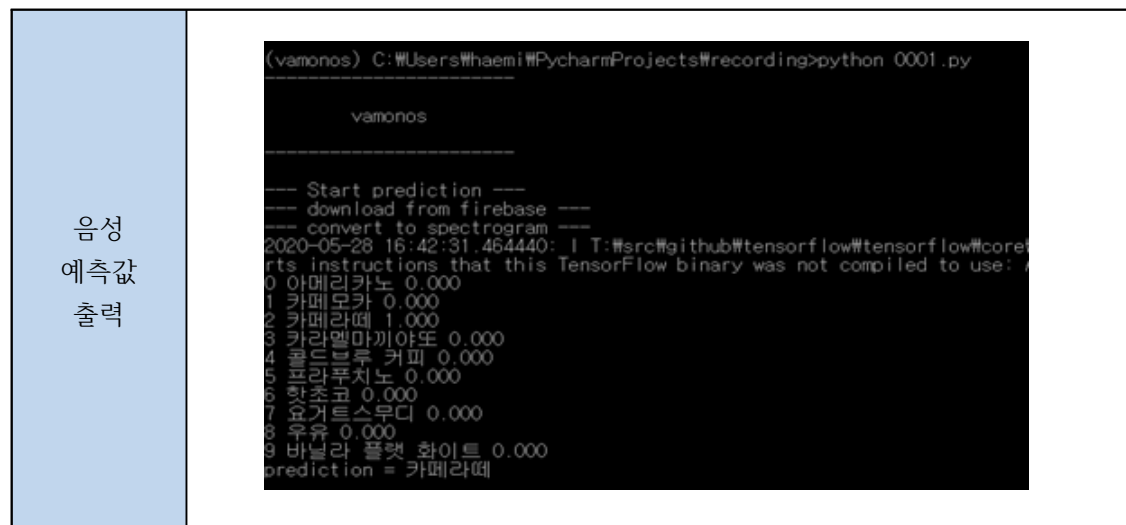 음성
예측값
출력
(vamonos) C:₩Users₩haemi₩PycharmProjects₩recording>python 0001.py
-----------------------
vamonos
-----------------------
--- Start prediction ---
--- download from firebase ---
--- convert to spectrogram ---
2020-05-28 16:42:31.464440: I T:₩src₩github₩tensorflow₩tensorflow₩core₩
rts instructions that this TensorFlow binary was not compiled to use:
0 아메리카노 0.000
1 카페모카 0.000
2 카페라떼 1.000
3 카라멜마끼야또 0.000
4 콜드브루 커피 0.000
5 프라푸치노 0.000
6 핫초코 0.000
7 요거트스무디 0.000
8 우유 0.000
9 바닐라 플랫 화이트 0.000
prediction = 카페라떼